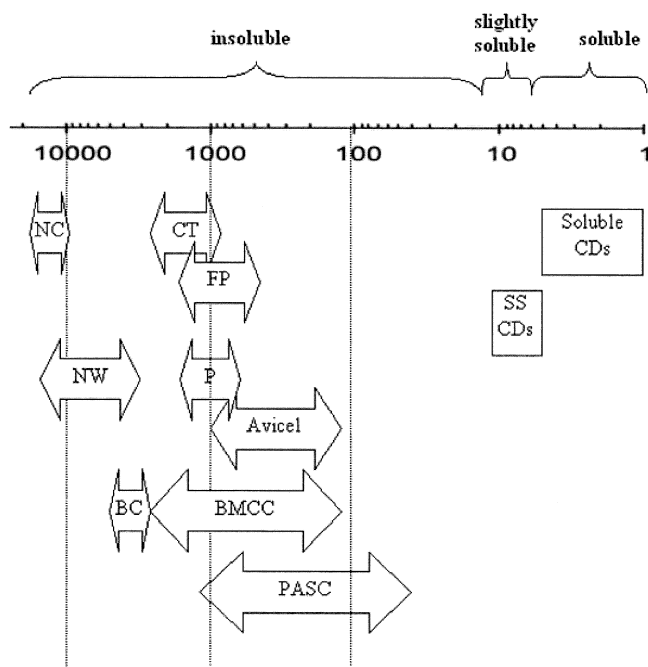 insoluble
slightly
soluble
soluble
10000
1000
100
10
1
NC
CT
Soluble
CDs
FP
SS
CDs
NW
P
Avicel
BC
BMCC
PASC